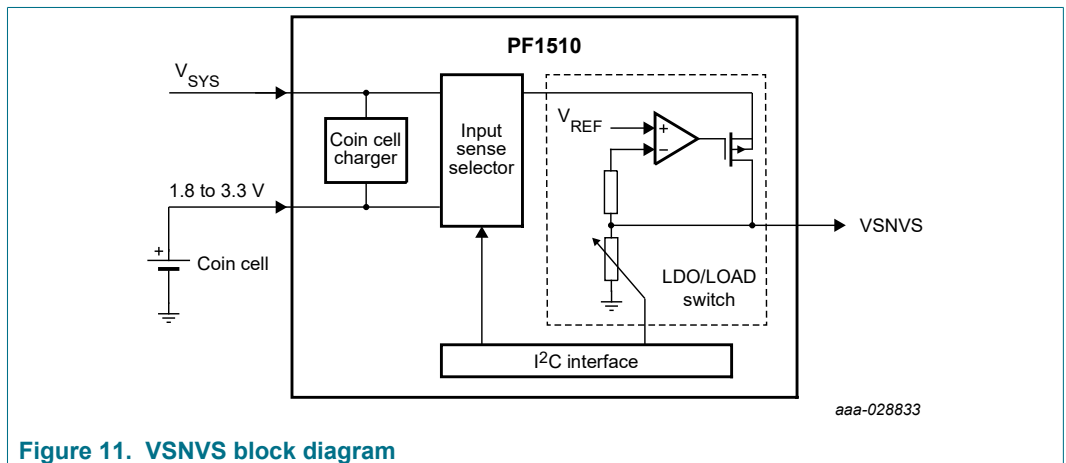 PF1510
VSYS
Coin cell
charger
Input
sense
selector
VREF
+
−
1.8 to 3.3 V
VSNVS
+
Coin cell
LDO/LOAD
switch
I2C interface
aaa-028833
Figure 11. VSNVS block diagram